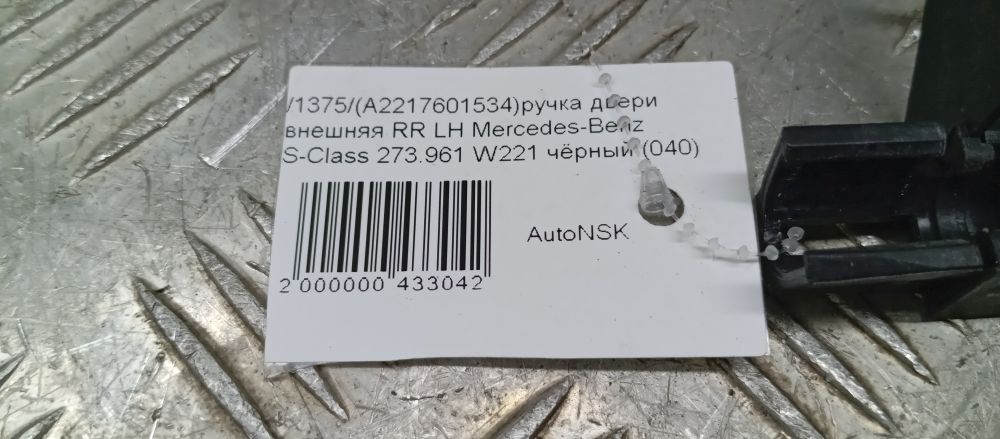 /1375/(A2217601534)ручка двери
внешняя RR LH Mercedes-Benz
S-Class 273.961 W221 чёрный (040)
AutoNSK
2 000000 433042